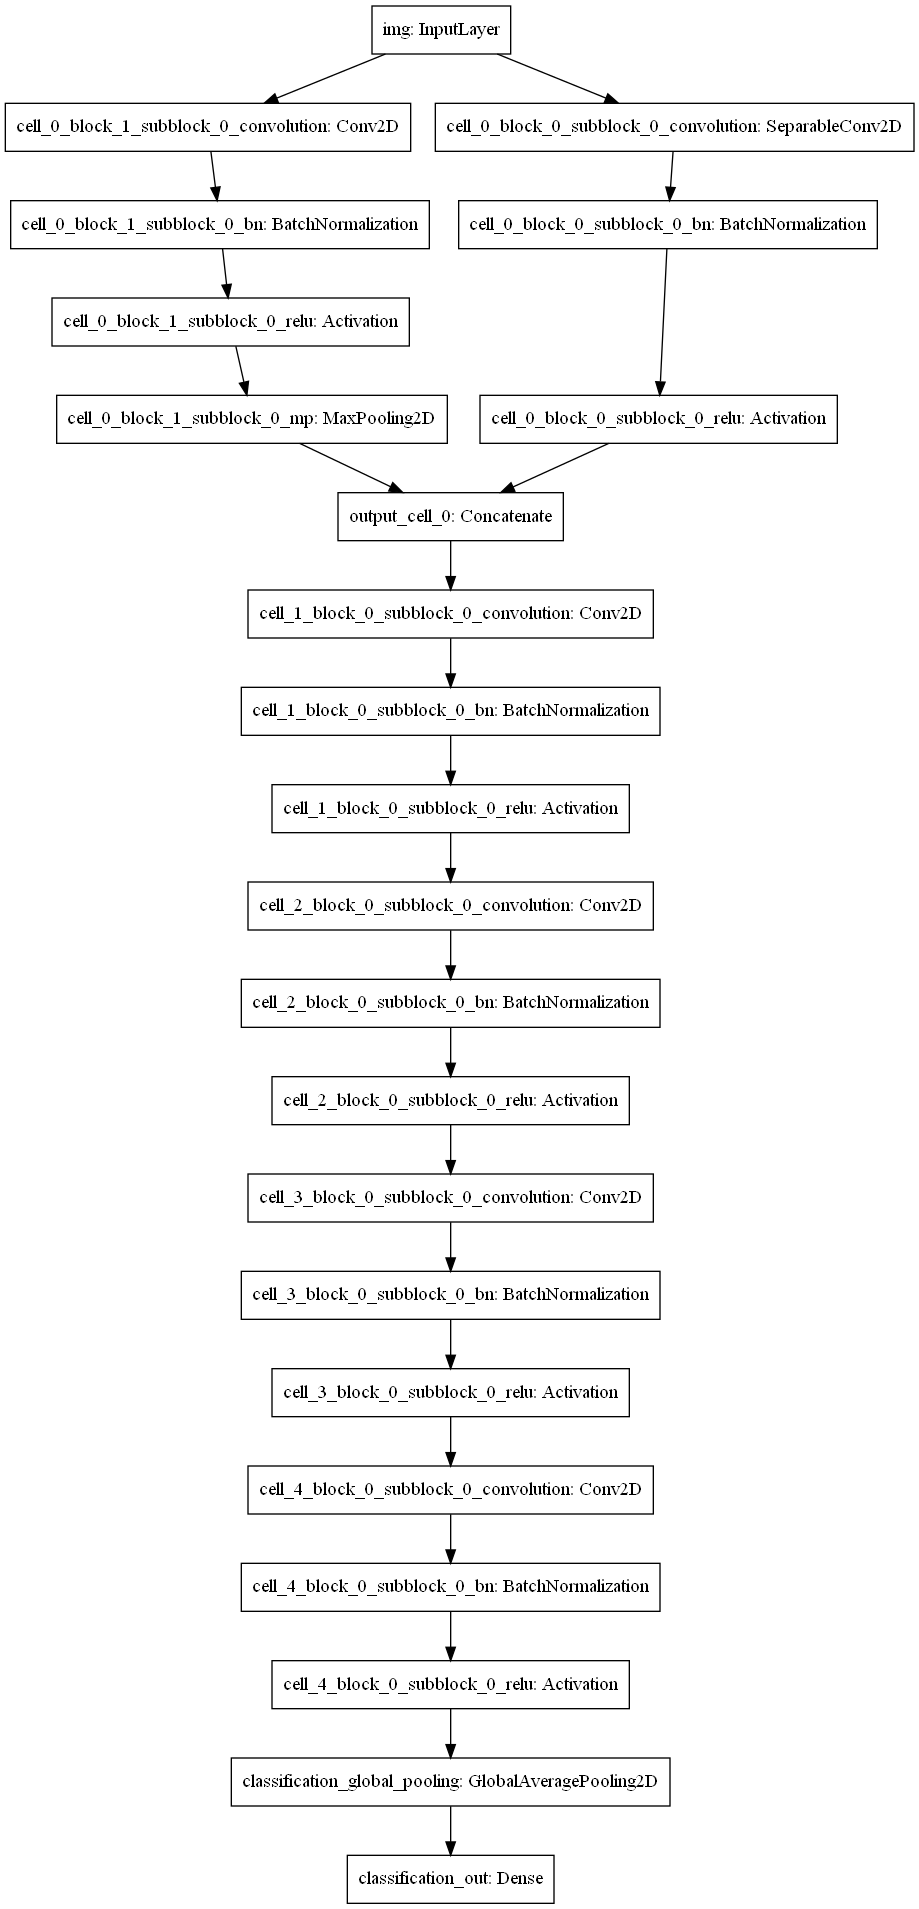 img: InputLayer
cell_0_block_1_subblock_0_convolution: Conv2D
cell_0_block_0_subblock_0_convolution: SeparableConv2D
cell_0_block_1_subblock_0_bn: BatchNormalization
cell_0_block_0_subblock_0_bn: BatchNormalization
cell_0_block_1_subblock_0_relu: Activation
cell_0_block_1_subblock_0_mp: MaxPooling2D
cell_0_block_0_subblock_0_relu: Activation
output_cell_0: Concatenate
cell_1_block_0_subblock_0_convolution: Conv2D
cell_1_block_0_subblock_0_bn: BatchNormalization
cell_1_block_0_subblock_0_relu: Activation
cell_2_block_0_subblock_0_convolution: Conv2D
cell_2_block_0_subblock_0_bn: BatchNormalization
cell_2_block_0_subblock_0_relu: Activation
cell_3_block_0_subblock_0_convolution: Conv2D
cell_3_block_0_subblock_0_bn: BatchNormalization
cell_3_block_0_subblock_0_relu: Activation
cell_4_block_0_subblock_0_convolution: Conv2D
cell_4_block_0_subblock_0_bn: BatchNormalization
cell_4_block_0_subblock_0_relu: Activation
classification_global_pooling: GlobalAveragePooling2D
classification_out: Dense